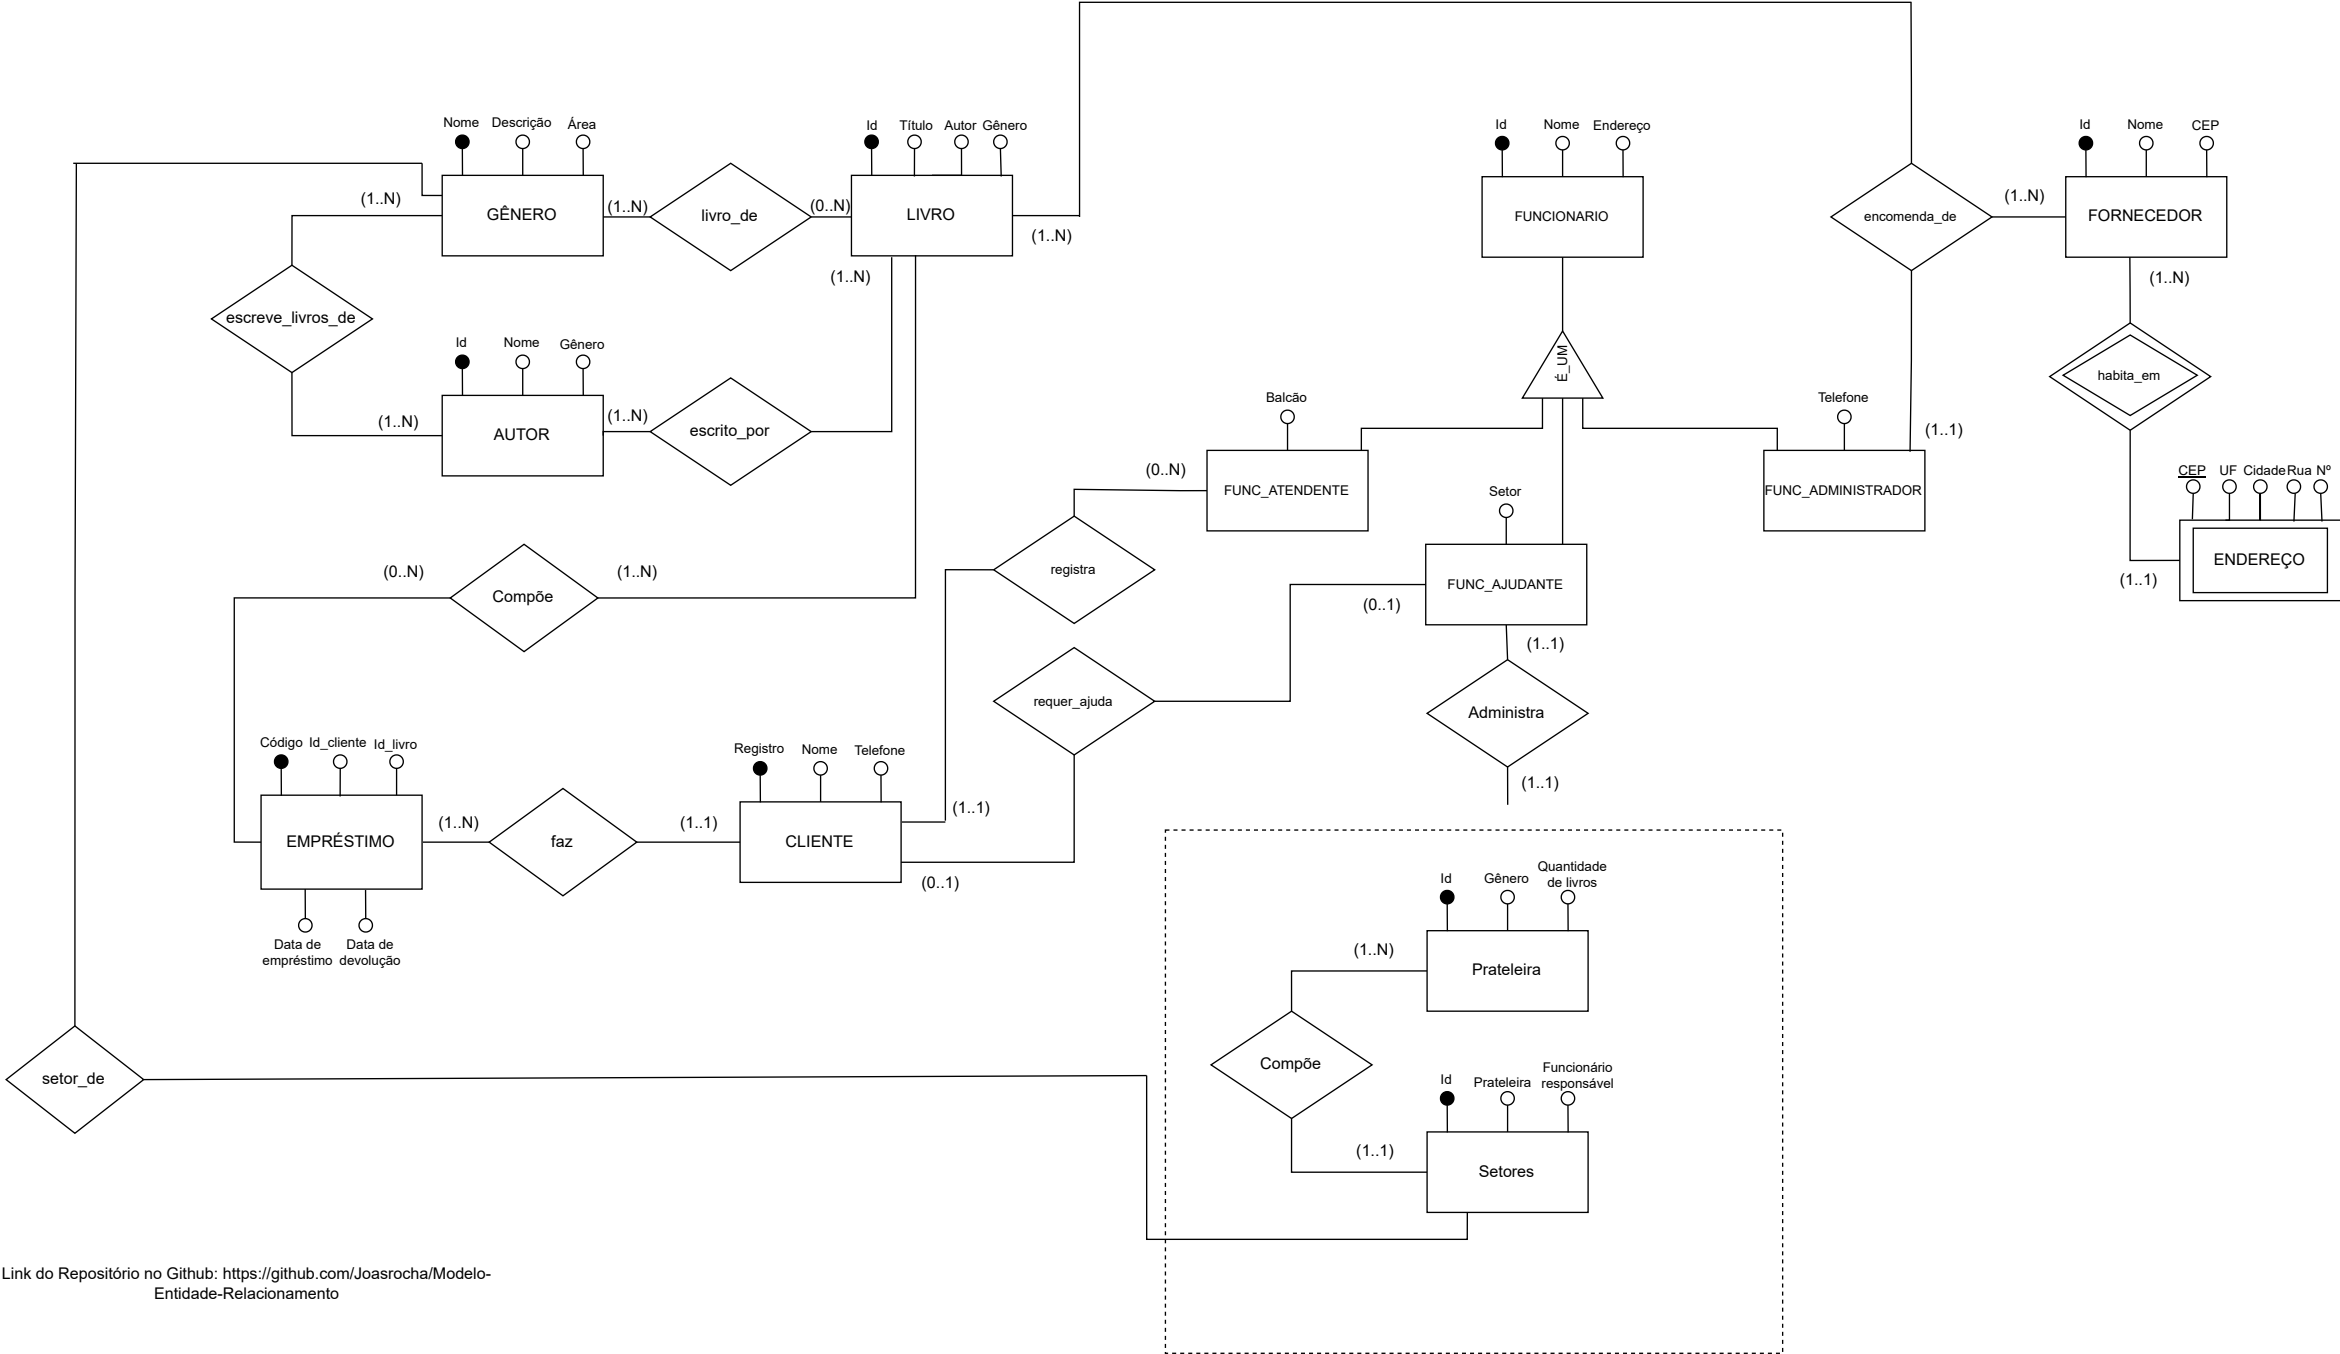 Nome Descrição Área
Id Título Autor Gênero
Id Nome Endereço
Id Nome CEP
(1..N)
GÊNERO
(1..N)
livro_de
(0..N)
LIVRO
(1..N)
FUNCIONARIO
encomenda_de
(1..N)
FORNECEDOR
(1..N)
(1..N)
escreve_livros_de
Id Nome Gênero
É_UM
habita_em
(1..N)
AUTOR
(1..N)
escrito_por
Balcão
Telefone
(1..1)
(0..N)
FUNC_ATENDENTE
Setor
FUNC_ADMINISTRADOR
CEP UF Cidade Rua Nº
ENDEREÇO
(1..1)
(0..N)
Compõe
(1..N)
registra
FUNC_AJUDANTE
(0..1)
(1..1)
requer_ajuda
Administra
(1..1)
Código Id_cliente Id_livro
Registro Nome Telefone
(1..1)
EMPRÉSTIMO
(1..N)
faz
(1..1)
CLIENTE
(0..1)
Data de
empréstimo
Data de
devolução
Id Gênero
Quantidade
de livros
(1..N)
Prateleira
Compõe
setor_de
Id Prateleira
Funcionário
responsável
(1..1)
Setores
Link do Repositório no Github: https://github.com/Joasrocha/Modelo-
Entidade-Relacionamento